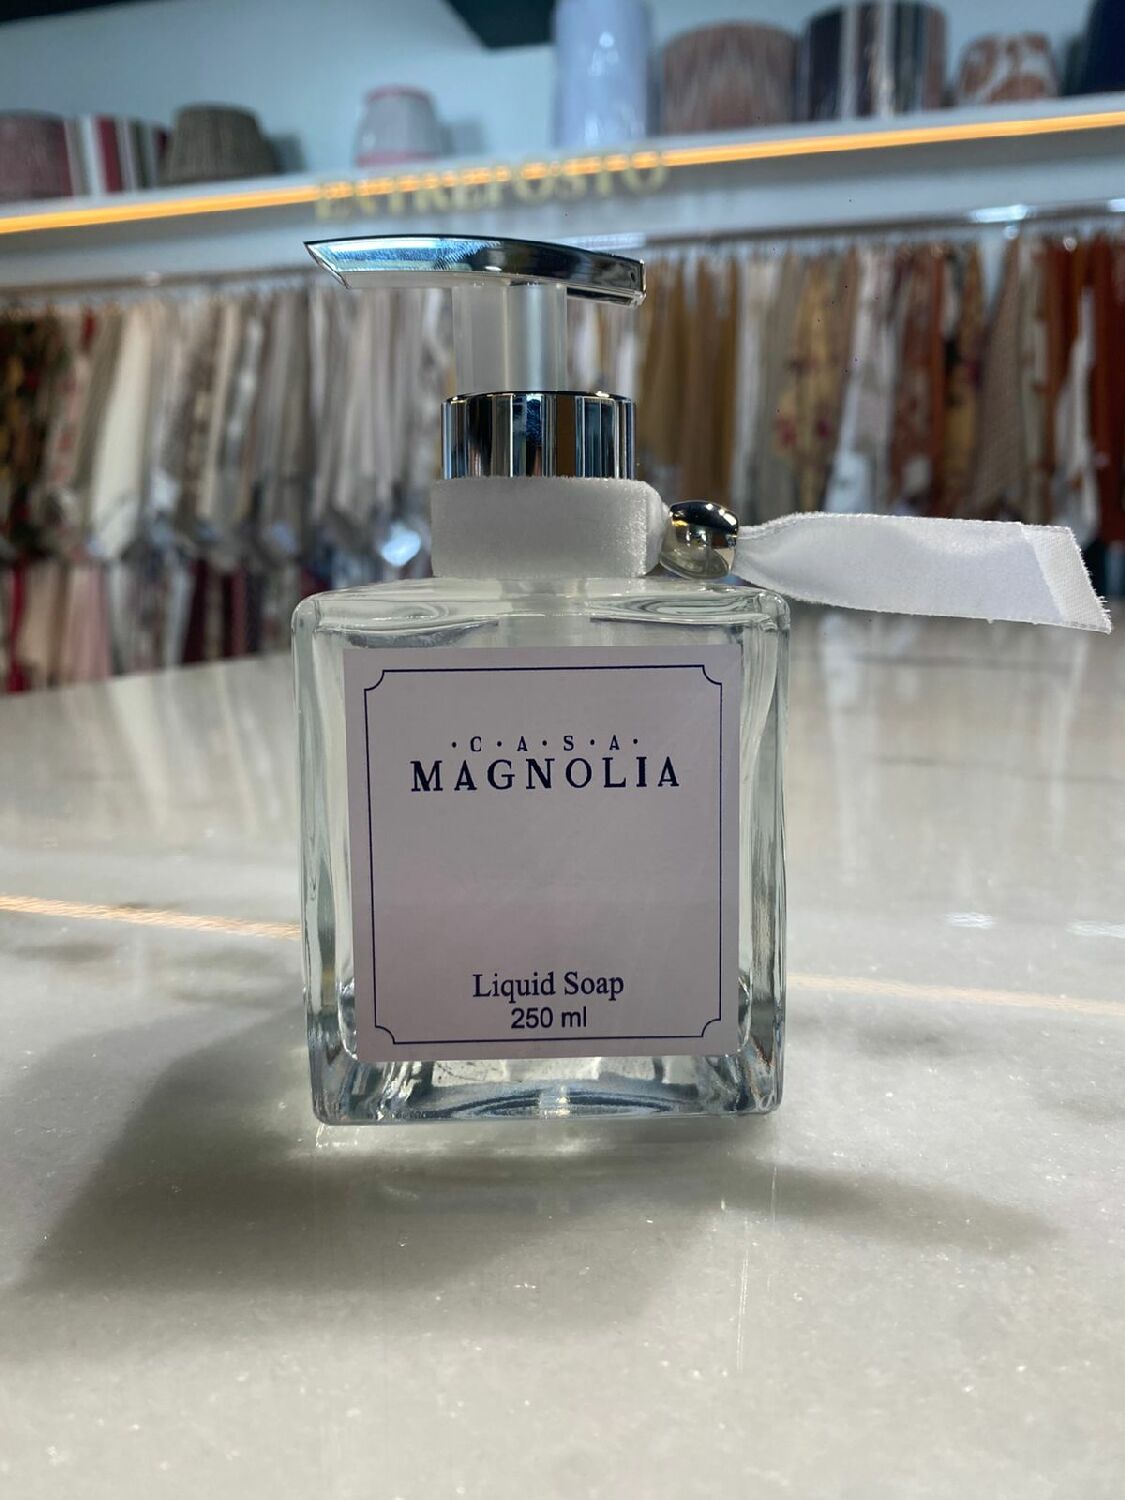 ENTREPOSTO
· C · A · S · A ·
MAGNOLIA
Liquid Soap
250 ml